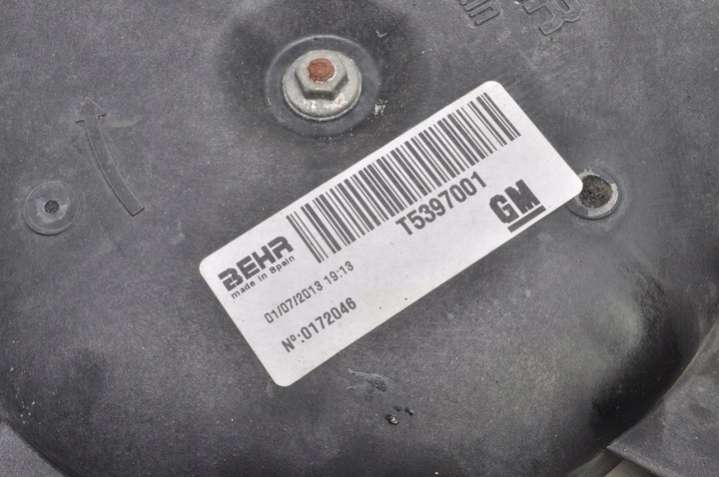 T5397001
GM
BEHR
made in Spain
01/07/2013 19:13
Nº:0172046